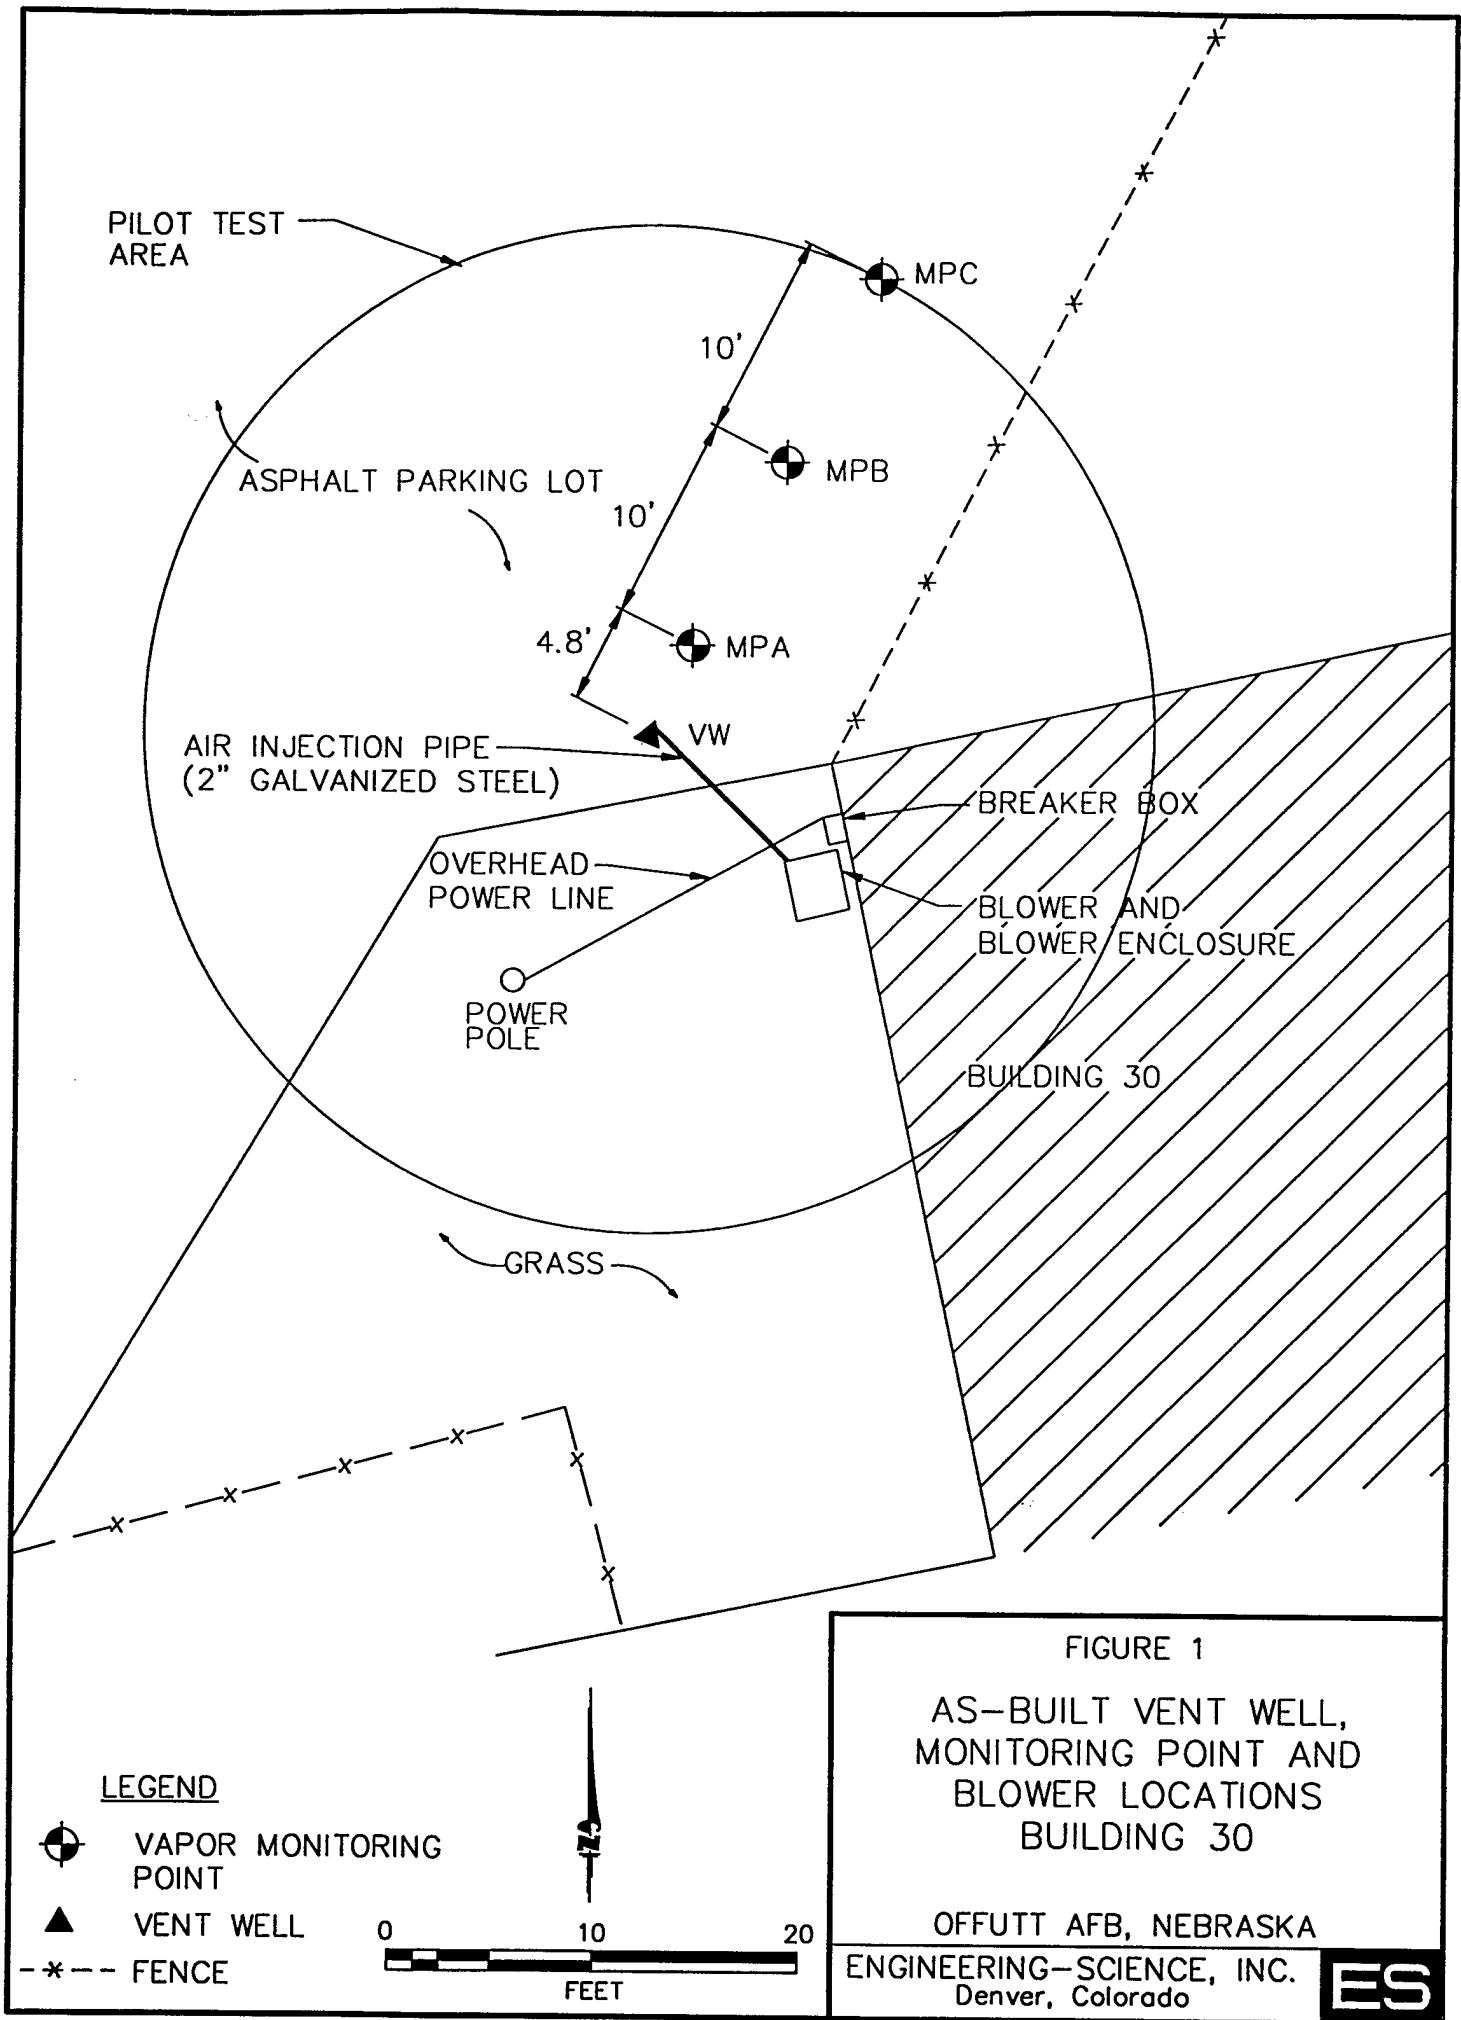 PILOT TEST
AREA
MPC
10'
MPB
ASPHALT PARKING LOT
10'
4.8'
MPA
VW
AIR INJECTION PIPE
(2" GALVANIZED STEEL)
BREAKER BOX
OVERHEAD
POWER LINE
BLOWER AND
BLOWER ENCLOSURE
POWER
POLE
BUILDING 30
GRASS
FIGURE 1
AS-BUILT VENT WELL,
MONITORING POINT AND
BLOWER LOCATIONS
BUILDING 30
OFFUTT AFB, NEBRASKA
ENGINEERING-SCIENCE, INC.
Denver, Colorado
ES
LEGEND
VAPOR MONITORING
POINT
VENT WELL
FENCE
N
0 10 20
FEET